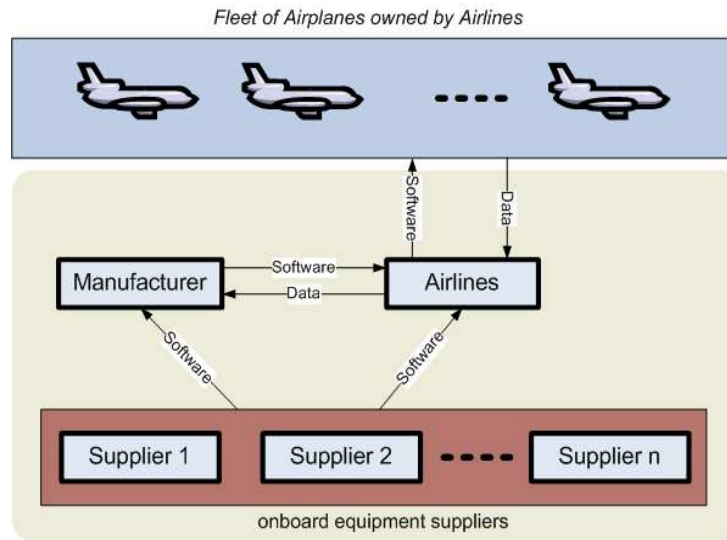 Fleet of Airplanes owned by Airlines
Software
Data
Manufacturer
Software
Data
Airlines
Software
Software
Supplier 1
Supplier 2
Supplier n
onboard equipment suppliers